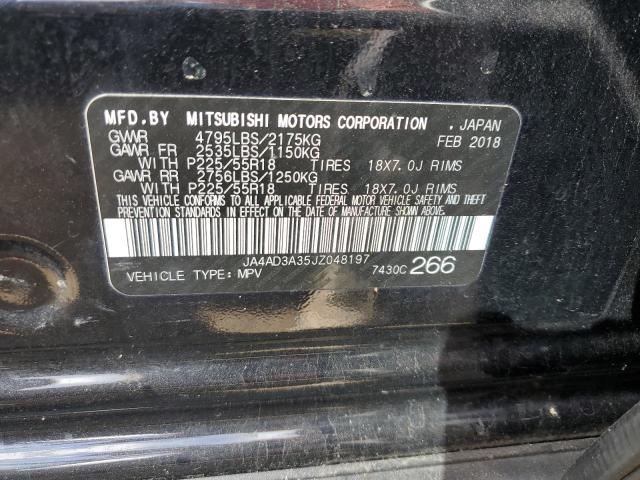 MFD.BY MITSUBISHI MOTORS CORPORATION , JAPAN
GVWR 4795LBS/2175KG FEB 2018
GAWR FR 2535LBS/1150KG
WITH P225/55R18 TIRES 18X7.0J RIMS
GAWR RR 2756LBS/1250KG
WITH P225/55R18 TIRES 18X7.0J RIMS
THIS VEHICLE CONFORMS TO ALL APPLICABLE FEDERAL MOTOR VEHICLE SAFETY AND THEFT
PREVENTION STANDARDS IN EFFECT ON THE DATE OF MANUFACTURE SHOWN ABOVE.
JA4AD3A35JZ048197
VEHICLE TYPE: MPV 7430C 266